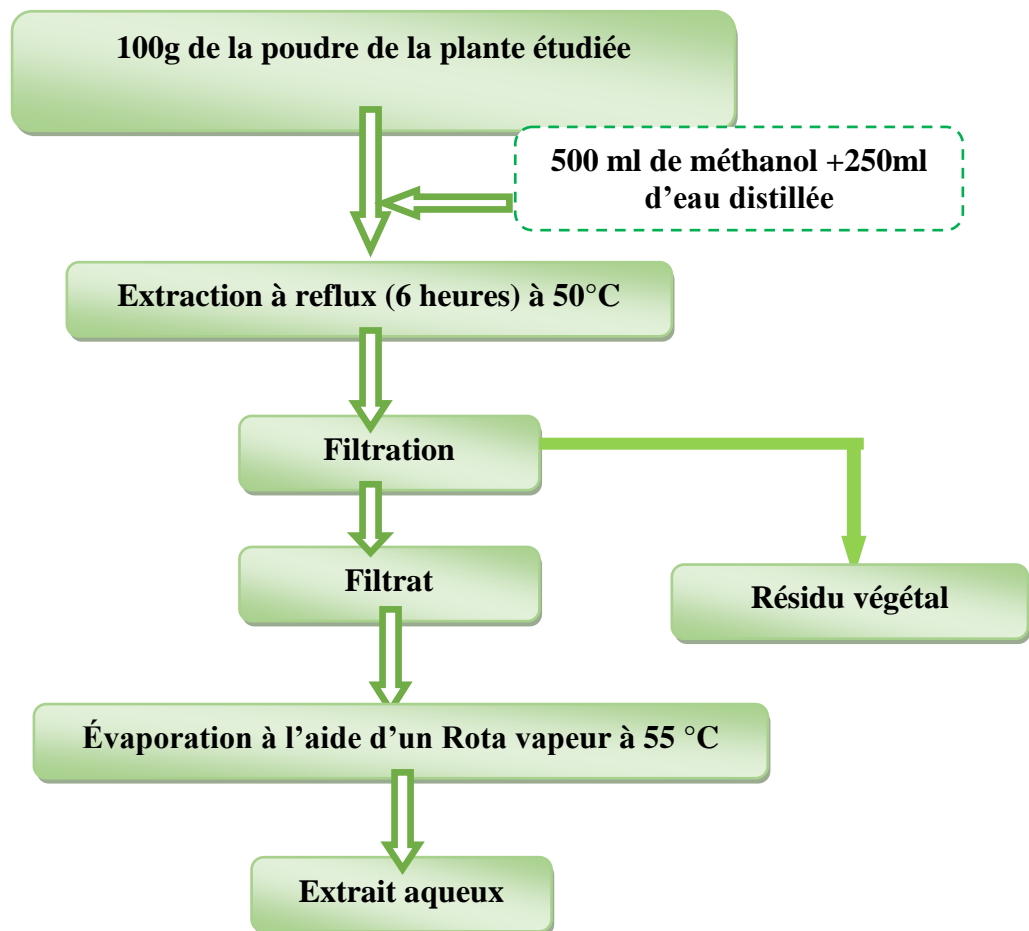 100g de la poudre de la plante étudiée
500 ml de méthanol +250ml
d’eau distillée
Extraction à reflux (6 heures) à 50°C
Filtration
Filtrat
Résidu végétal
Évaporation à l’aide d’un Rota vapeur à 55 °C
Extrait aqueux